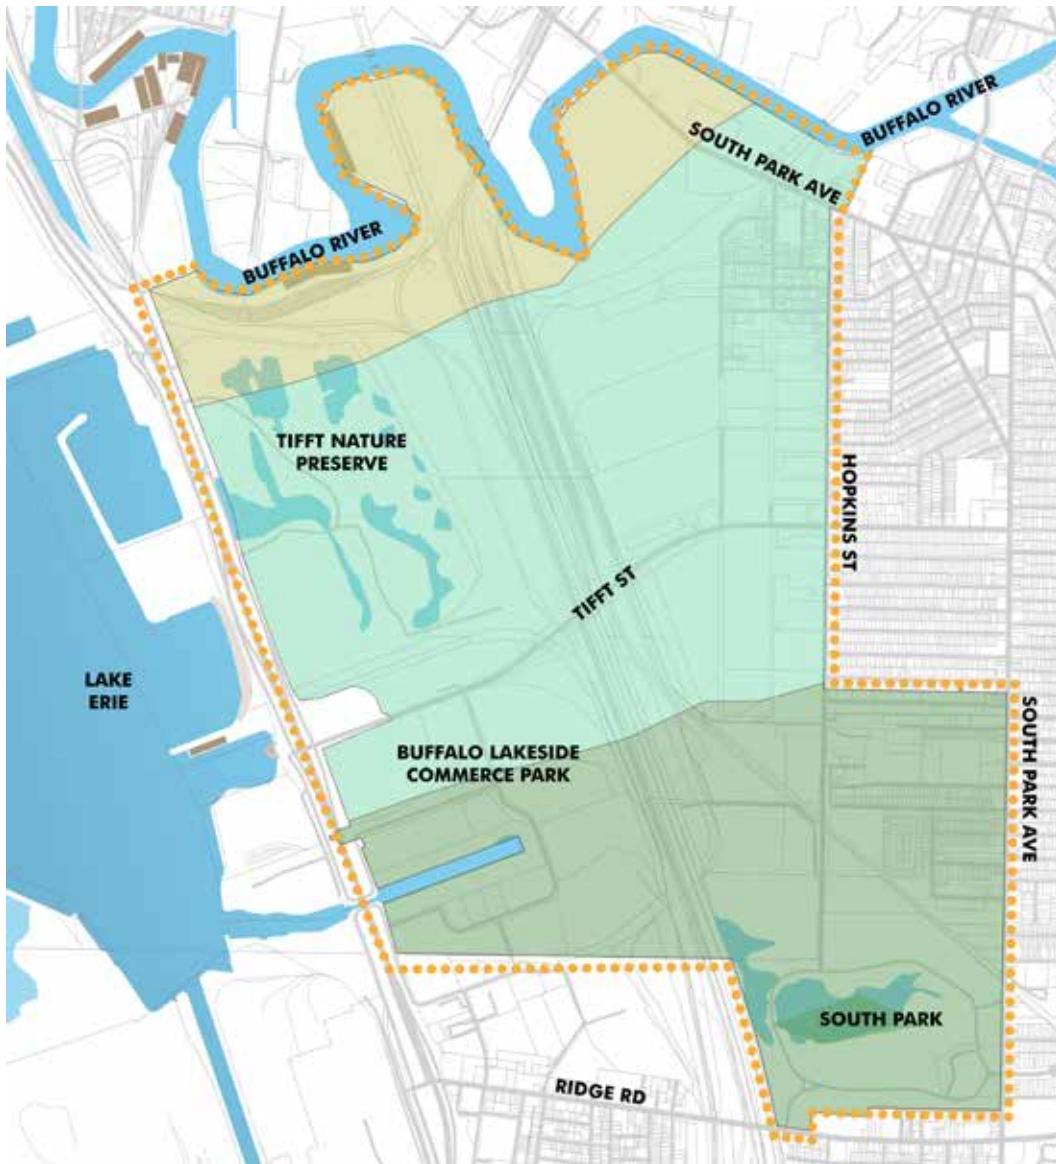 BUFFALO RIVER
SOUTH PARK AVE
BUFFALO RIVER
TIFFT NATURE
PRESERVE
HOPKINS ST
TIFFT ST
LAKE
ERIE
SOUTH PARK AVE
BUFFALO LAKESIDE
COMMERCE PARK
SOUTH PARK
RIDGE RD